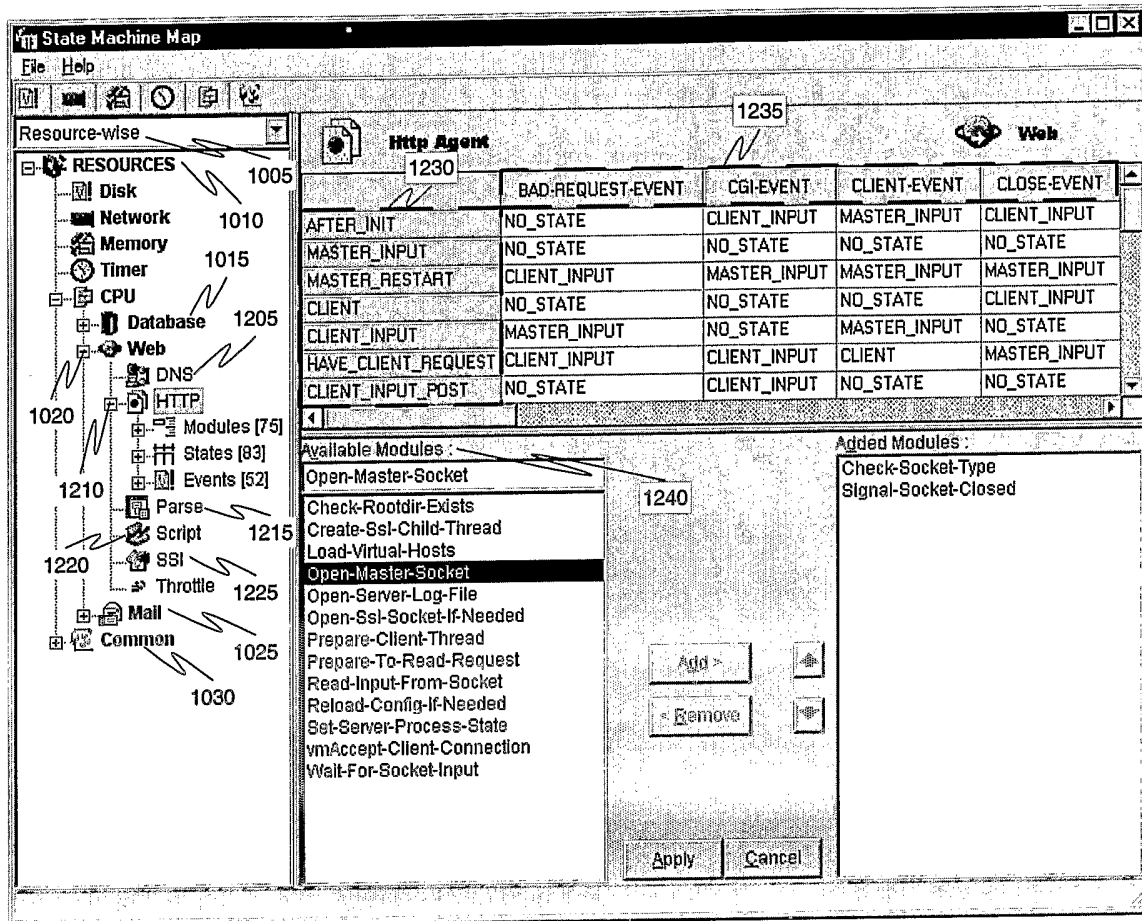 State Machine Map
File Help
Resource-wise
1005
RESOURCES
1010
Disk
Network
Memory
Timer
1015
CPU
Database
1205
Web
DNS
1020
HTTP
Modules [75]
States [83]
1210
Events [52]
Parse
1215
Script
1220
SSI
1225
Throttle
Mail
1025
Common
1030
Http Agent
1230
1235
Web
BAD-REQUEST-EVENT CGI-EVENT CLIENT-EVENT CLOSE-EVENT
AFTER_INIT NO_STATE CLIENT_INPUT MASTER_INPUT CLIENT_INPUT
MASTER_INPUT NO_STATE NO_STATE NO_STATE NO_STATE
MASTER_RESTART CLIENT_INPUT MASTER_INPUT MASTER_INPUT MASTER_INPUT
CLIENT NO_STATE NO_STATE NO_STATE CLIENT_INPUT
CLIENT_INPUT MASTER_INPUT NO_STATE MASTER_INPUT NO_STATE
HAVE_CLIENT_REQUEST CLIENT_INPUT CLIENT_INPUT CLIENT MASTER_INPUT
CLIENT_INPUT_POST NO_STATE CLIENT_INPUT NO_STATE NO_STATE
Available Modules :
1240
Open-Master-Socket
Check-Rootdir-Exists
Create-Ssl-Child-Thread
Load-Virtual-Hosts
Open-Master-Socket
Open-Server-Log-File
Open-Ssl-Socket-If-Needed
Prepare-Client-Thread
Prepare-To-Read-Request
Read-Input-From-Socket
Reload-Config-If-Needed
Set-Server-Process-State
vmAccept-Client-Connection
Wait-For-Socket-Input
Add >
< Remove
Apply Cancel
Added Modules :
Check-Socket-Type
Signal-Socket-Closed